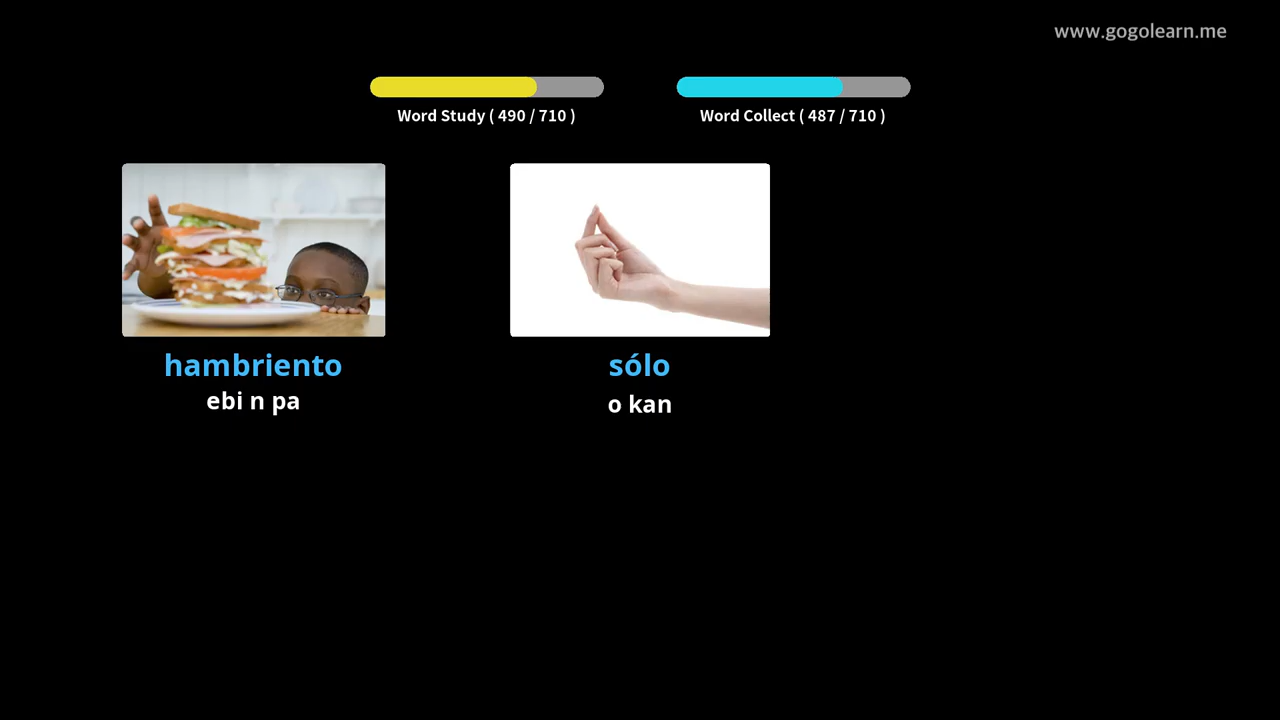 www.gogolearn.me
Word Study ( 490 / 710 )
Word Collect ( 487 / 710 )
hambriento
ebi n pa
sólo
o kan